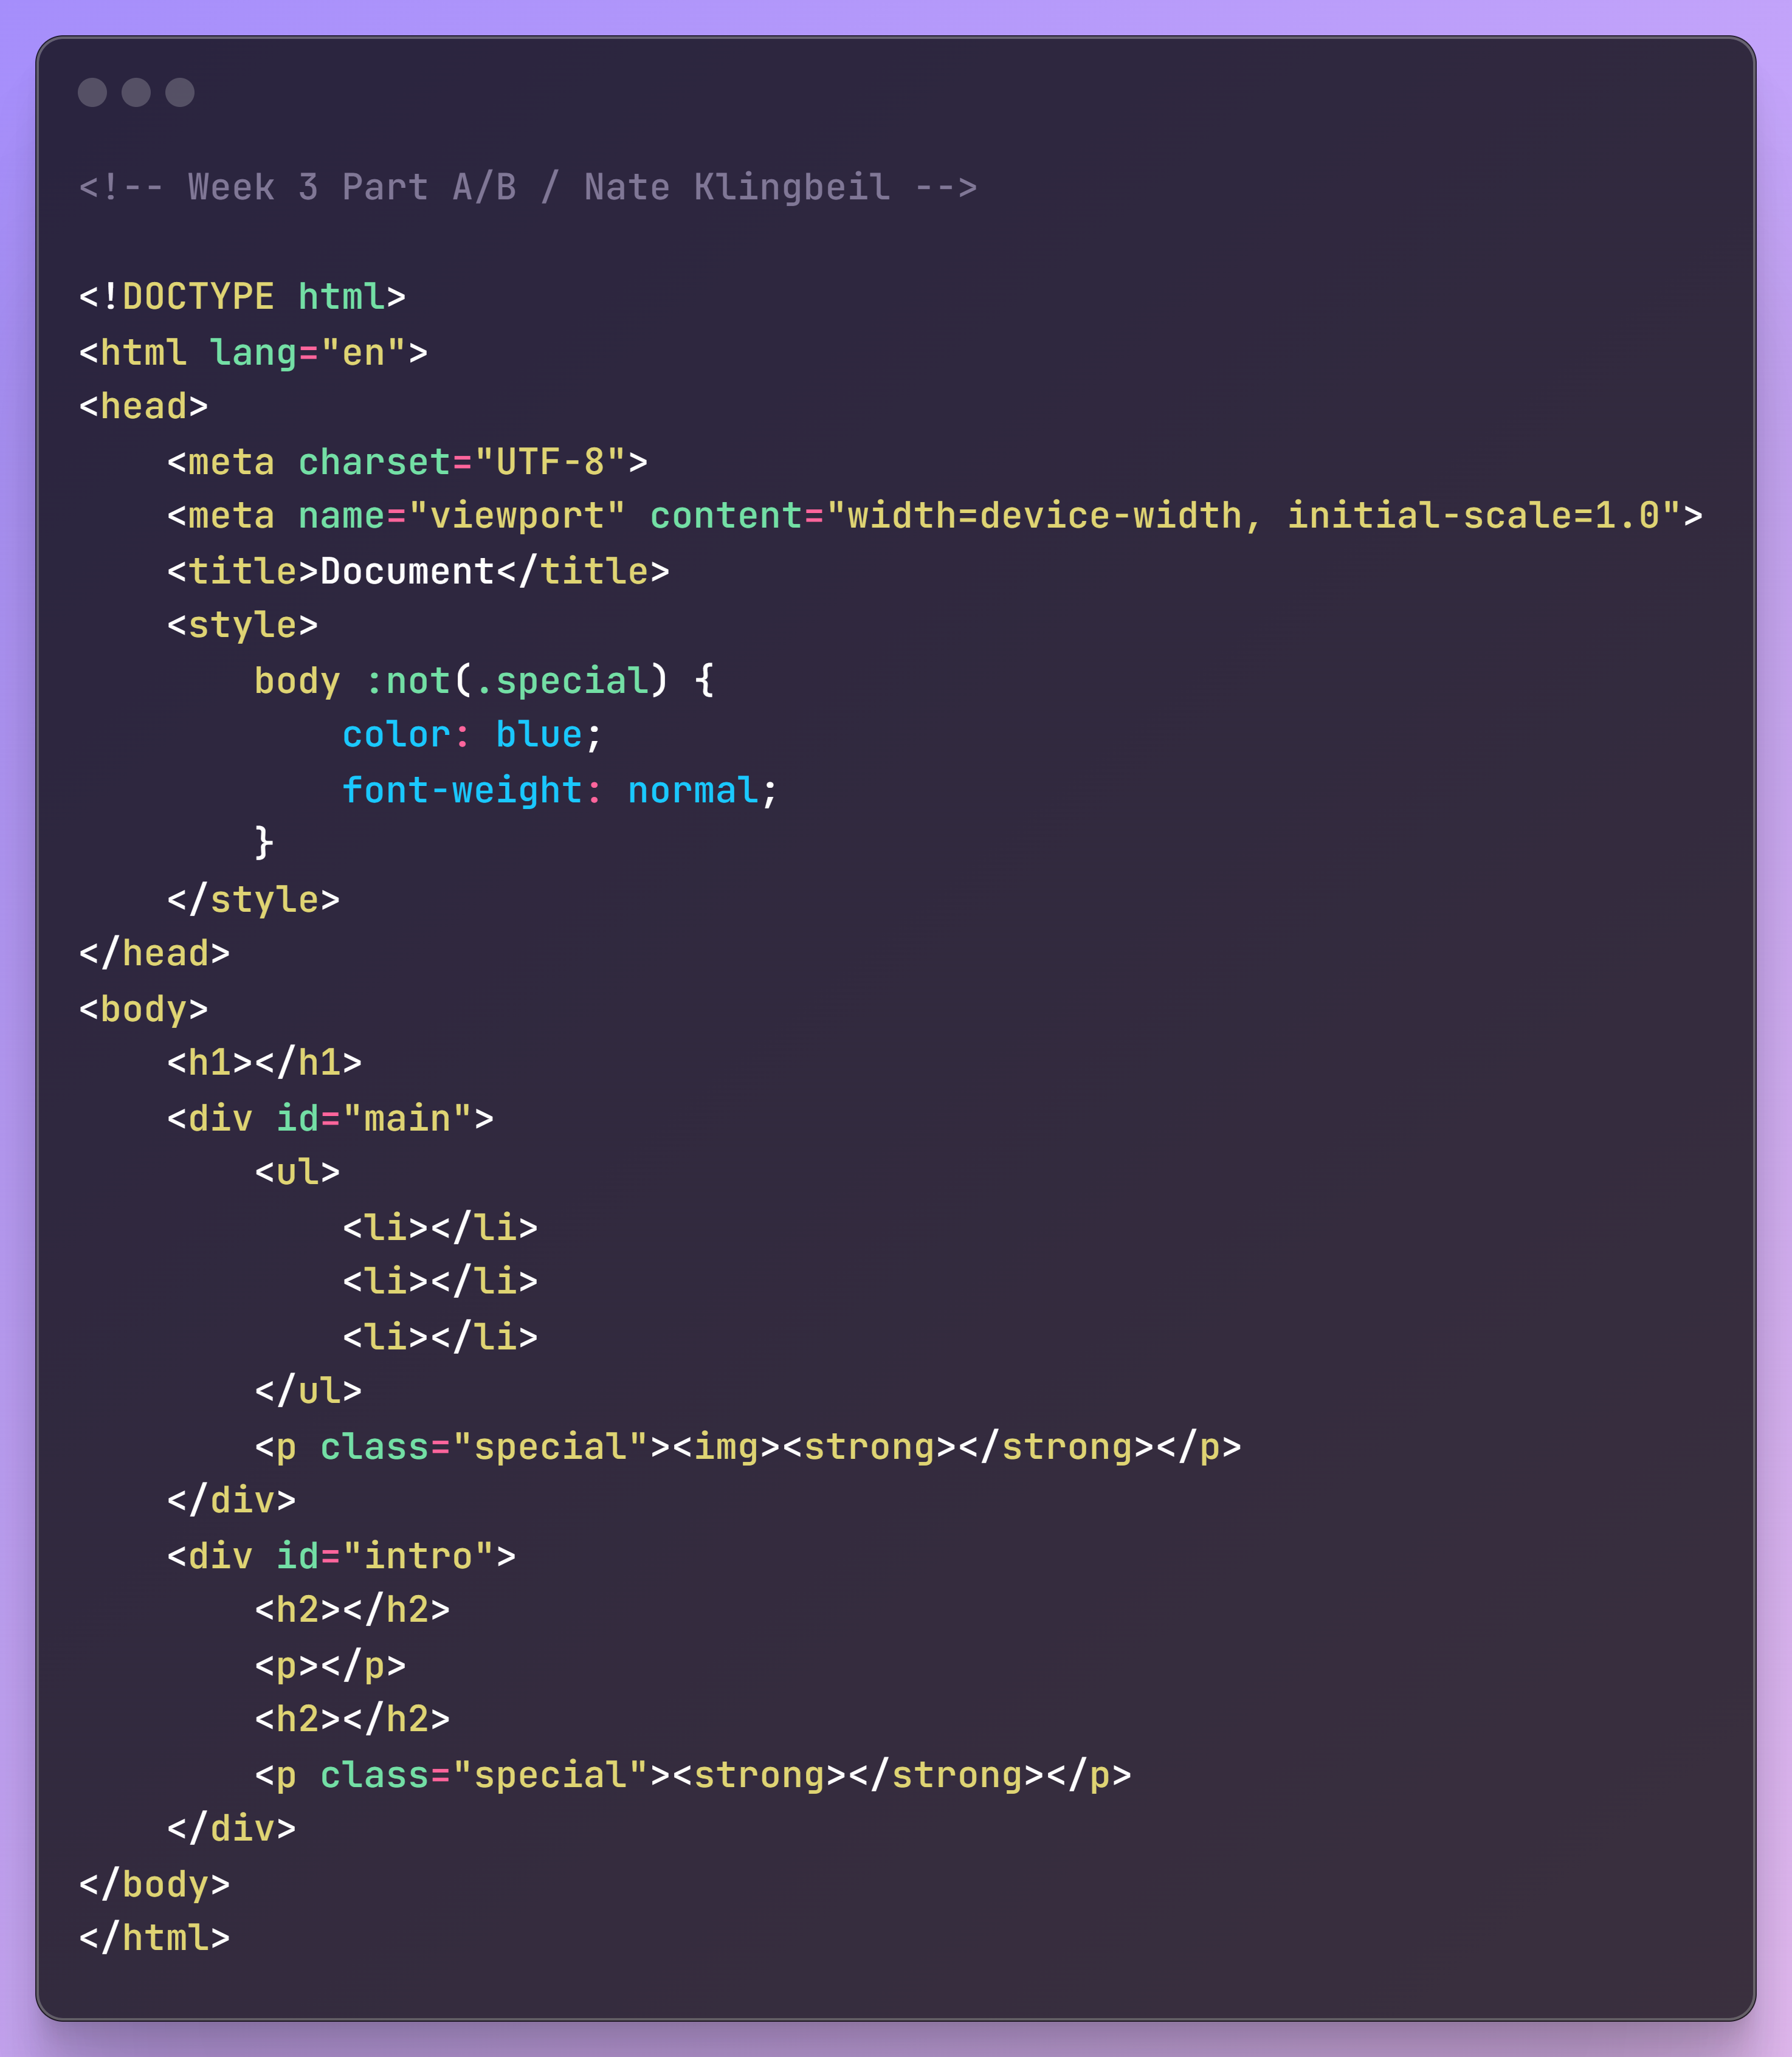 <!-- Week 3 Part A/B / Nate Klingbeil -->

<!DOCTYPE html>
<html lang="en">
<head>
    <meta charset="UTF-8">
    <meta name="viewport" content="width=device-width, initial-scale=1.0">
    <title>Document</title>
    <style>
        body :not(.special) {
            color: blue;
            font-weight: normal;
        }
    </style>
</head>
<body>
    <h1></h1>
    <div id="main">
        <ul>
            <li></li>
            <li></li>
            <li></li>
        </ul>
        <p class="special"><img><strong></strong></p>
    </div>
    <div id="intro">
        <h2></h2>
        <p></p>
        <h2></h2>
        <p class="special"><strong></strong></p>
    </div>
</body>
</html>